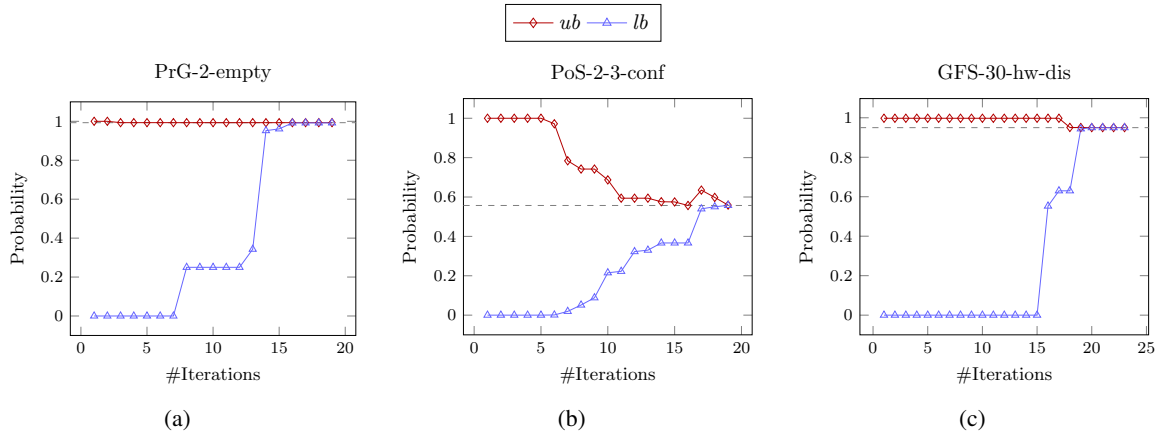 ub lb
PrG-2-empty
Probability
1
0.8
0.6
0.4
0.2
0
0 5 10 15 20
#Iterations
(a)
PoS-2-3-conf
Probability
1
0.8
0.6
0.4
0.2
0
0 5 10 15 20
#Iterations
(b)
GFS-30-hw-dis
Probability
1
0.8
0.6
0.4
0.2
0
0 5 10 15 20 25
#Iterations
(c)